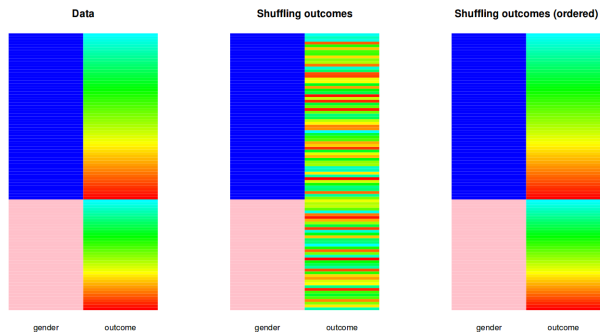 Data
Shuffling outcomes
Shuffling outcomes (ordered)
gender outcome
gender outcome
gender outcome